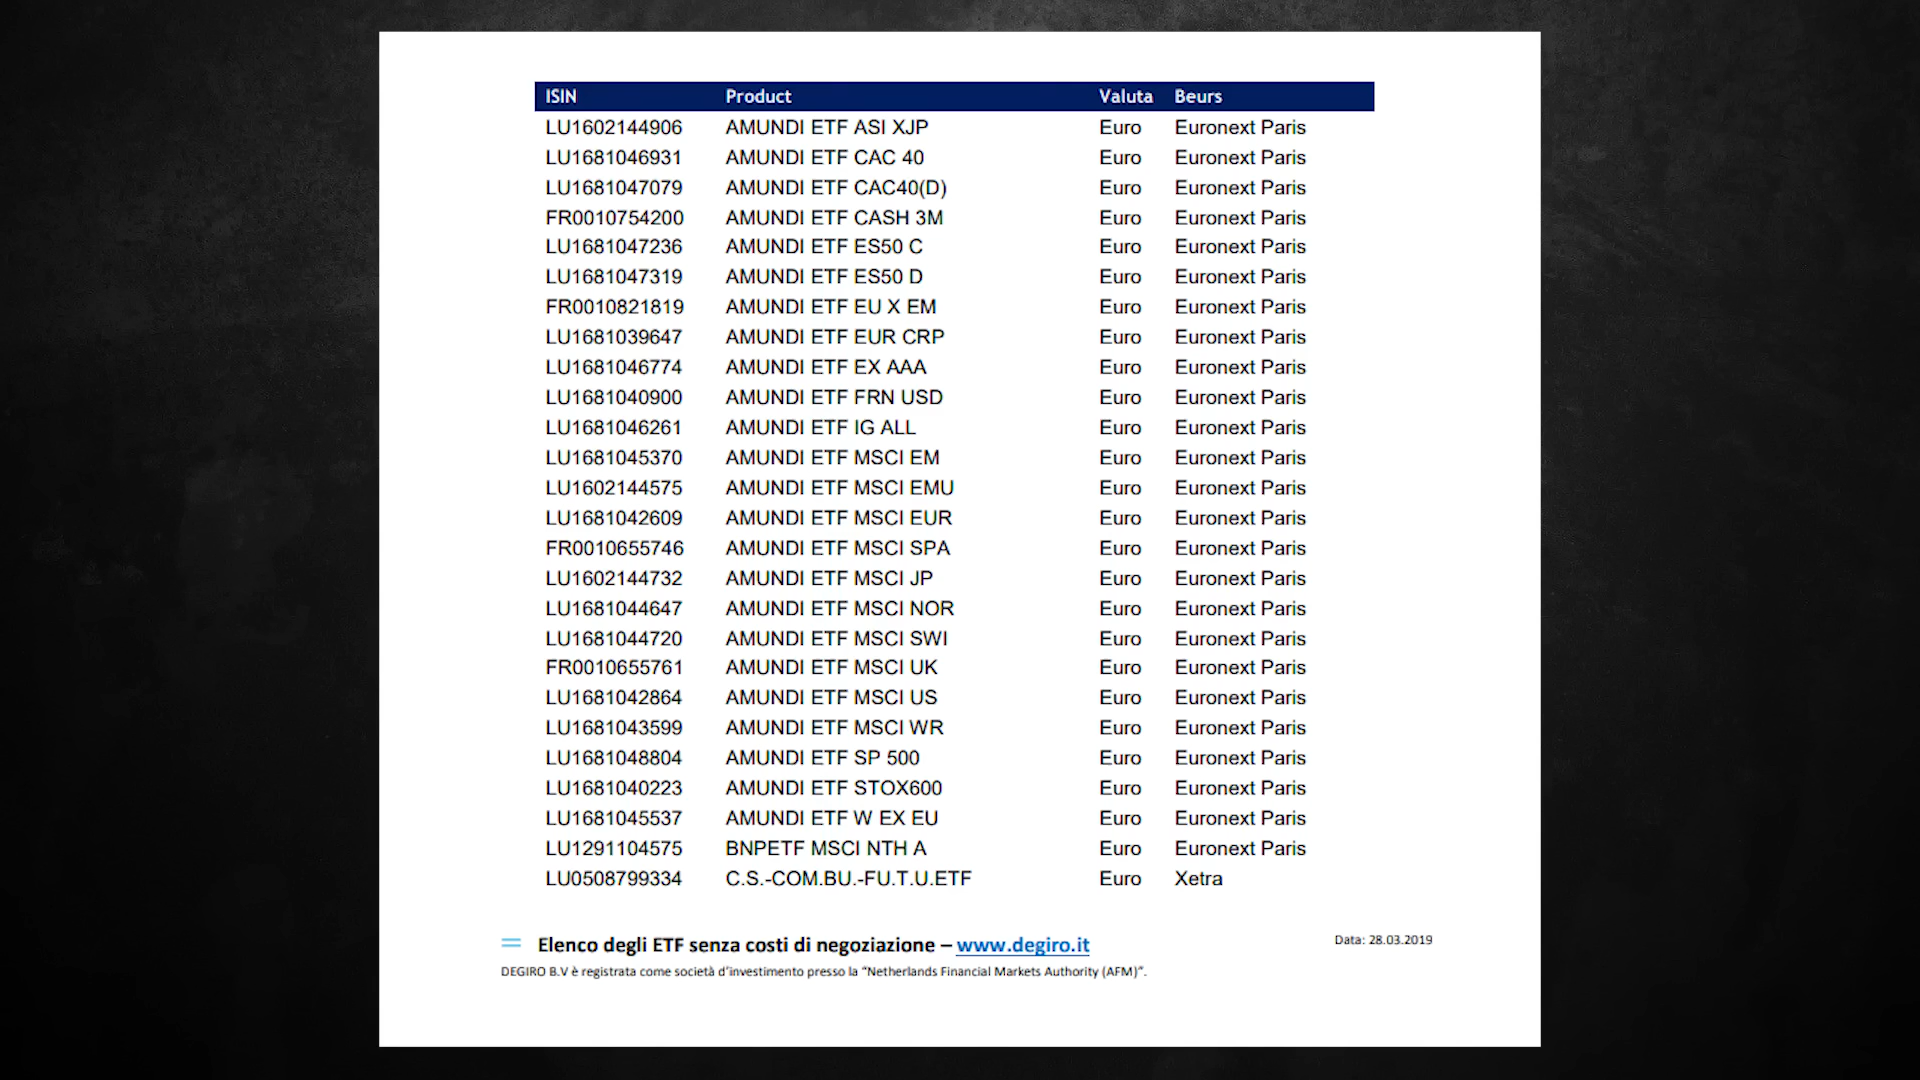 ISIN Product Valuta Beurs
LU1602144906 AMUNDI ETF ASI XJP Euro Euronext Paris
LU1681046931 AMUNDI ETF CAC 40 Euro Euronext Paris
LU1681047079 AMUNDI ETF CAC40(D) Euro Euronext Paris
FR0010754200 AMUNDI ETF CASH 3M Euro Euronext Paris
LU1681047236 AMUNDI ETF ES50 C Euro Euronext Paris
LU1681047319 AMUNDI ETF ES50 D Euro Euronext Paris
FR0010821819 AMUNDI ETF EU X EM Euro Euronext Paris
LU1681039647 AMUNDI ETF EUR CRP Euro Euronext Paris
LU1681046774 AMUNDI ETF EX AAA Euro Euronext Paris
LU1681040900 AMUNDI ETF FRN USD Euro Euronext Paris
LU1681046261 AMUNDI ETF IG ALL Euro Euronext Paris
LU1681045370 AMUNDI ETF MSCI EM Euro Euronext Paris
LU1602144575 AMUNDI ETF MSCI EMU Euro Euronext Paris
LU1681042609 AMUNDI ETF MSCI EUR Euro Euronext Paris
FR0010655746 AMUNDI ETF MSCI SPA Euro Euronext Paris
LU1602144732 AMUNDI ETF MSCI JP Euro Euronext Paris
LU1681044647 AMUNDI ETF MSCI NOR Euro Euronext Paris
LU1681044720 AMUNDI ETF MSCI SWI Euro Euronext Paris
FR0010655761 AMUNDI ETF MSCI UK Euro Euronext Paris
LU1681042864 AMUNDI ETF MSCI US Euro Euronext Paris
LU1681043599 AMUNDI ETF MSCI WR Euro Euronext Paris
LU1681048804 AMUNDI ETF SP 500 Euro Euronext Paris
LU1681040223 AMUNDI ETF STOX600 Euro Euronext Paris
LU1681045537 AMUNDI ETF W EX EU Euro Euronext Paris
LU1291104575 BNPETF MSCI NTH A Euro Euronext Paris
LU0508799334 C.S.-COM.BU.-FU.T.U.ETF Euro Xetra
Elenco degli ETF senza costi di negoziazione – www.degiro.it Data: 28.03.2019
DEGIRO B.V è registrata come società d'investimento presso la “Netherlands Financial Markets Authority (AFM)”.